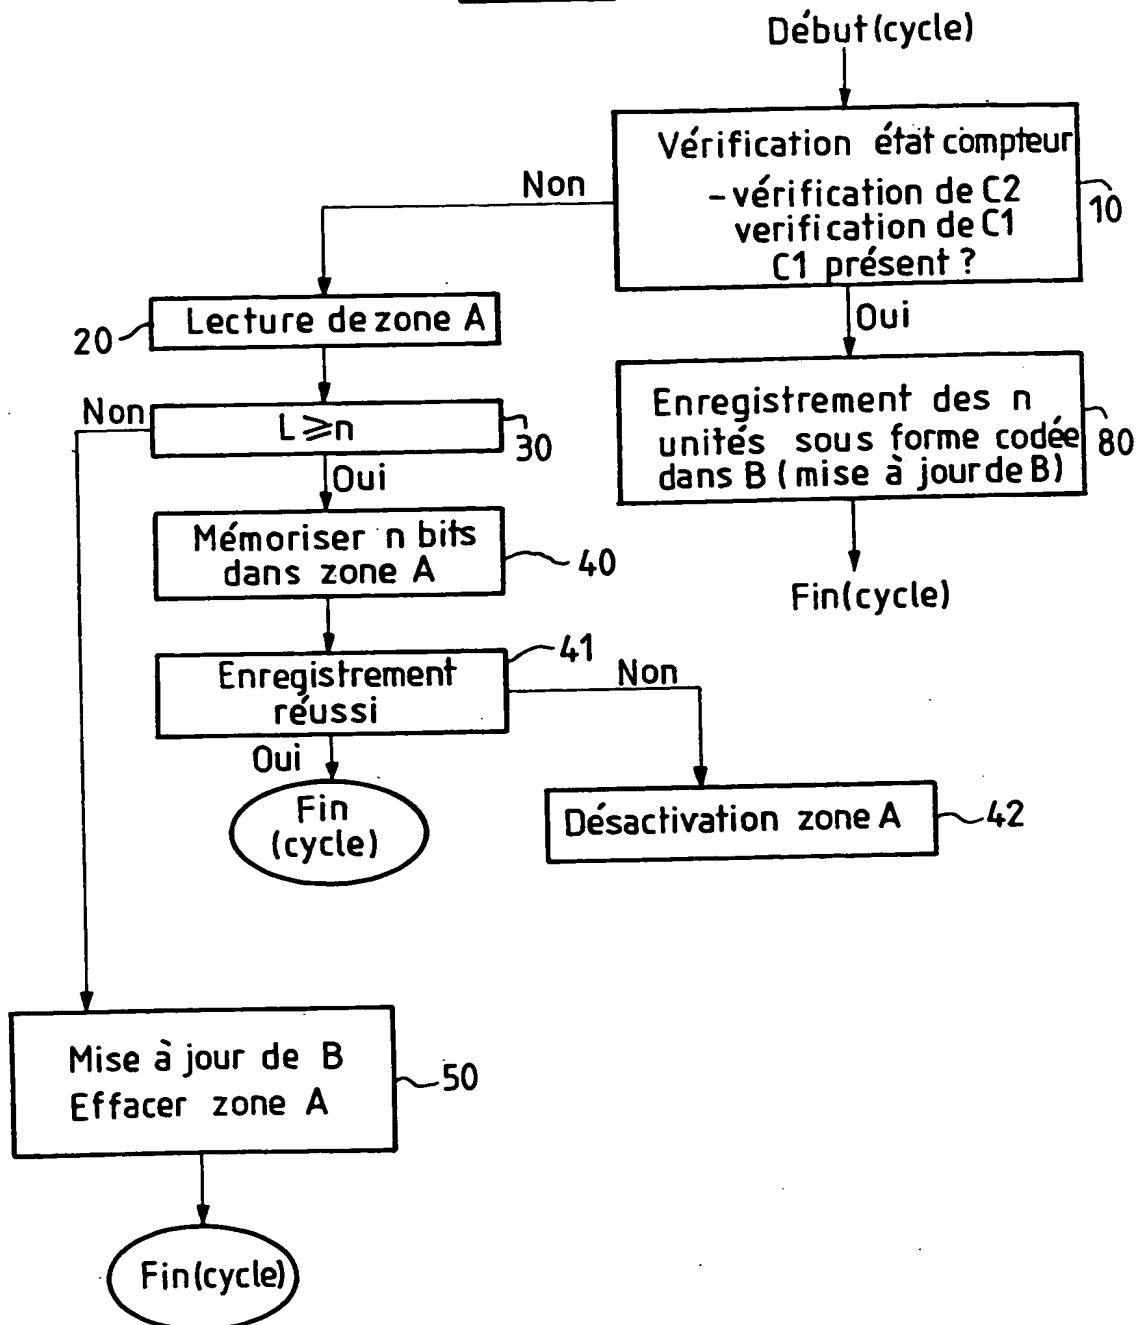 Début (cycle)
Vérification état compteur
- vérification de C2
verification de C1
C1 présent ?
10
Non
Oui
Lecture de zone A
20
Enregistrement des n
unités sous forme codée
dans B ( mise à jour de B)
80
Non
L ⩾ n
30
Oui
Mémoriser n bits
dans zone A
40
Fin(cycle)
Enregistrement
réussi
41
Non
Oui
Fin
(cycle)
Désactivation zone A
42
Mise à jour de B
Effacer zone A
50
Fin(cycle)